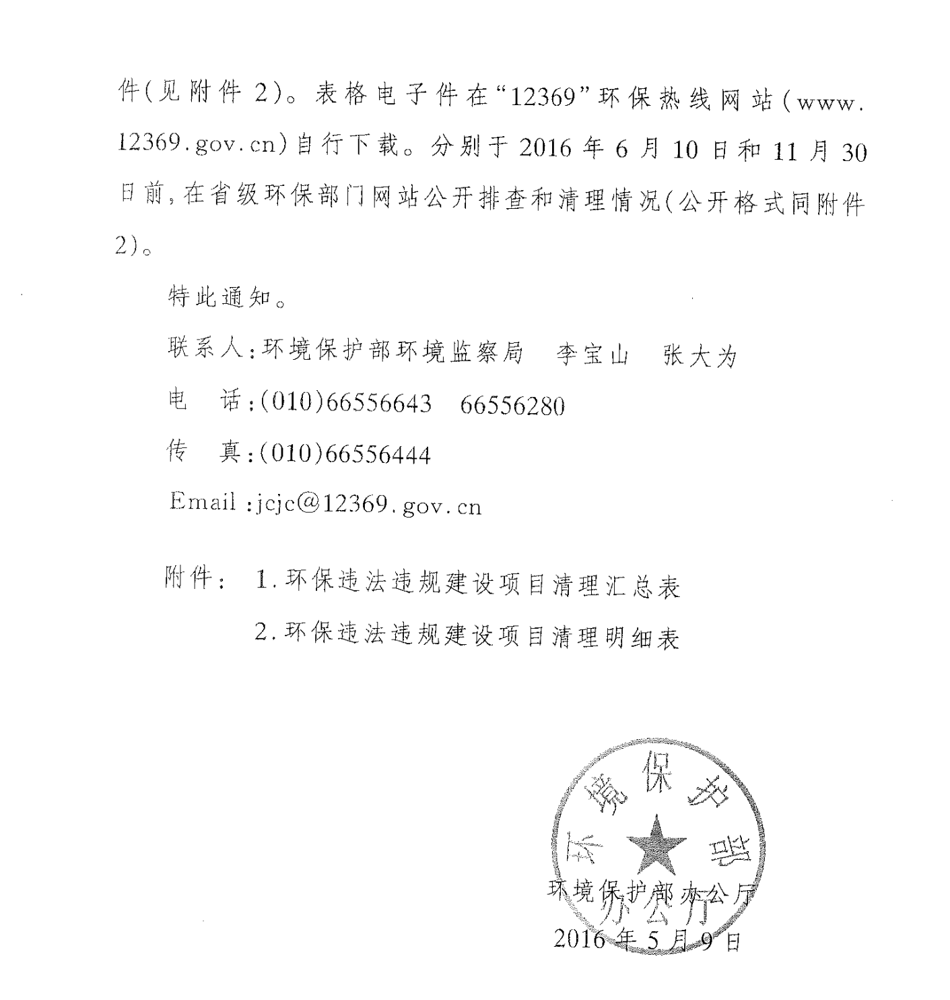 件(见附件 2)。表格电子件在“12369”环保热线网站(www.
12369.gov.cn)自行下载。分别于 2016 年 6 月 10 日和 11 月 30
日前,在省级环保部门网站公开排查和清理情况(公开格式同附件
2)。
特此通知。
联系人:环境保护部环境监察局　李宝山　张大为
电　话:(010)66556643　66556280
传　真:(010)66556444
Email:jcjc@12369.gov.cn
附件:　1.环保违法违规建设项目清理汇总表
2.环保违法违规建设项目清理明细表
环境保护部
办公厅
环境保护部办公厅
2016 年 5 月 9 日